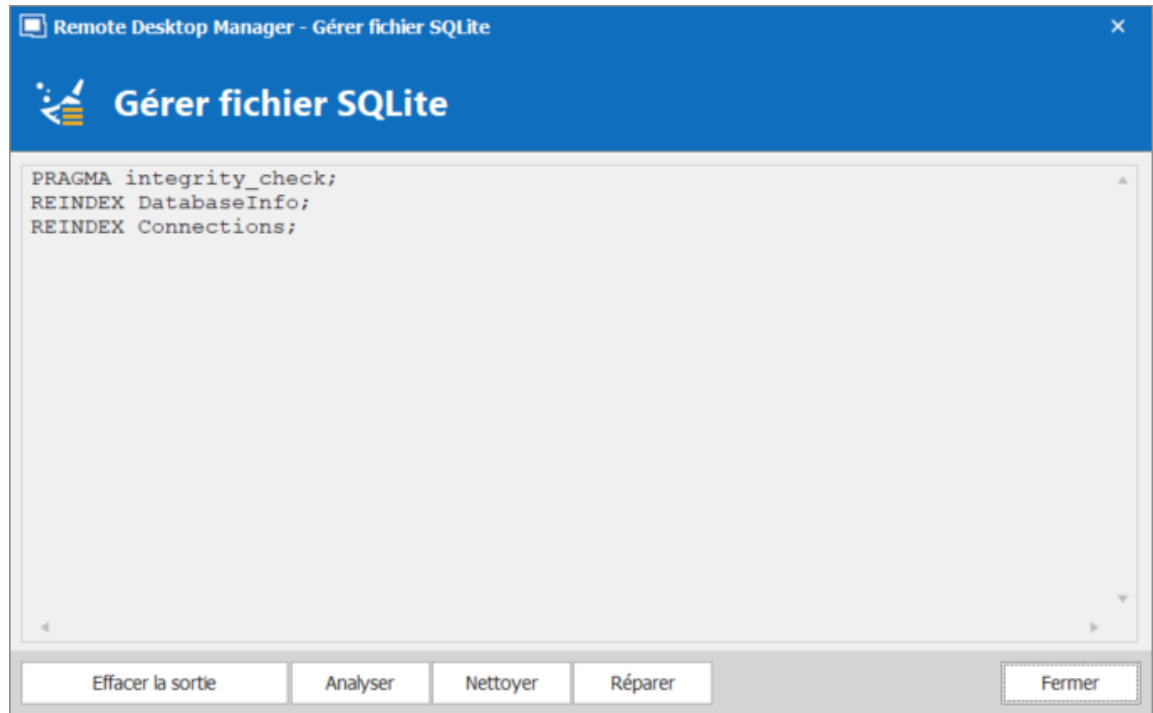 Remote Desktop Manager - Gérer fichier SQLite
Gérer fichier SQLite
PRAGMA integrity_check;
REINDEX DatabaseInfo;
REINDEX Connections;
Effacer la sortie
Analyser
Nettoyer
Réparer
Fermer